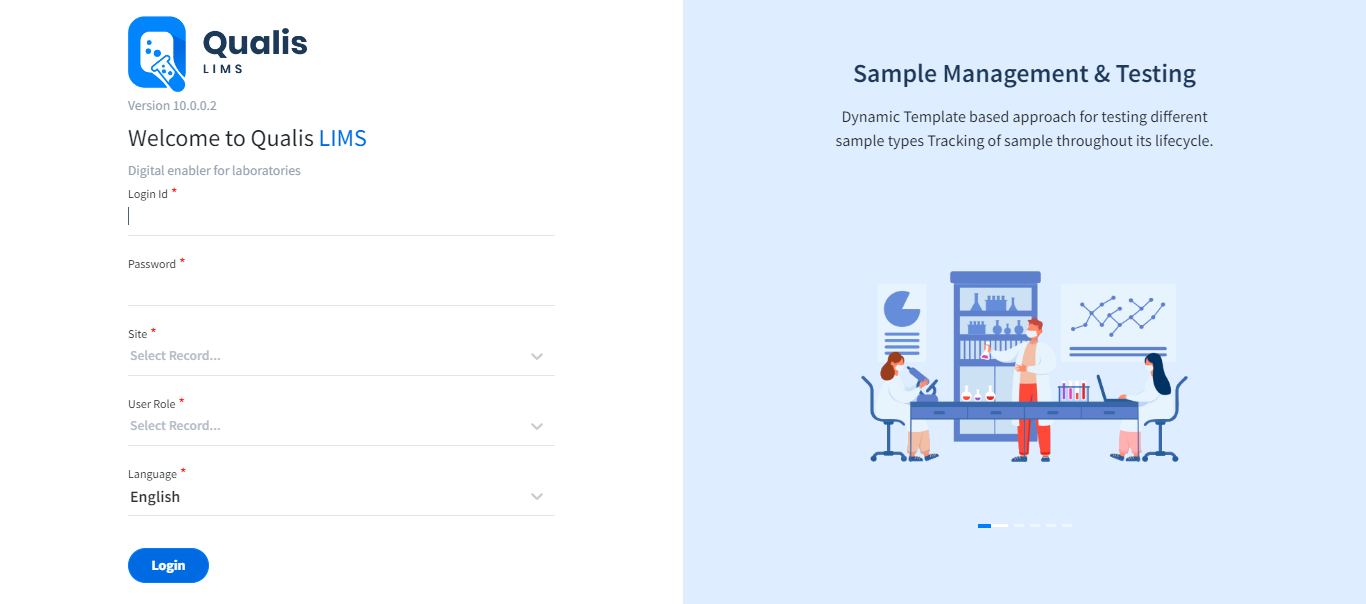 Qualis
LIMS
Version 10.0.0.2
Welcome to Qualis LIMS
Digital enabler for laboratories
Login Id *
Password *
Site *
Select Record...
User Role *
Select Record...
Language *
English
Login
Sample Management & Testing
Dynamic Template based approach for testing different
sample types Tracking of sample throughout its lifecycle.